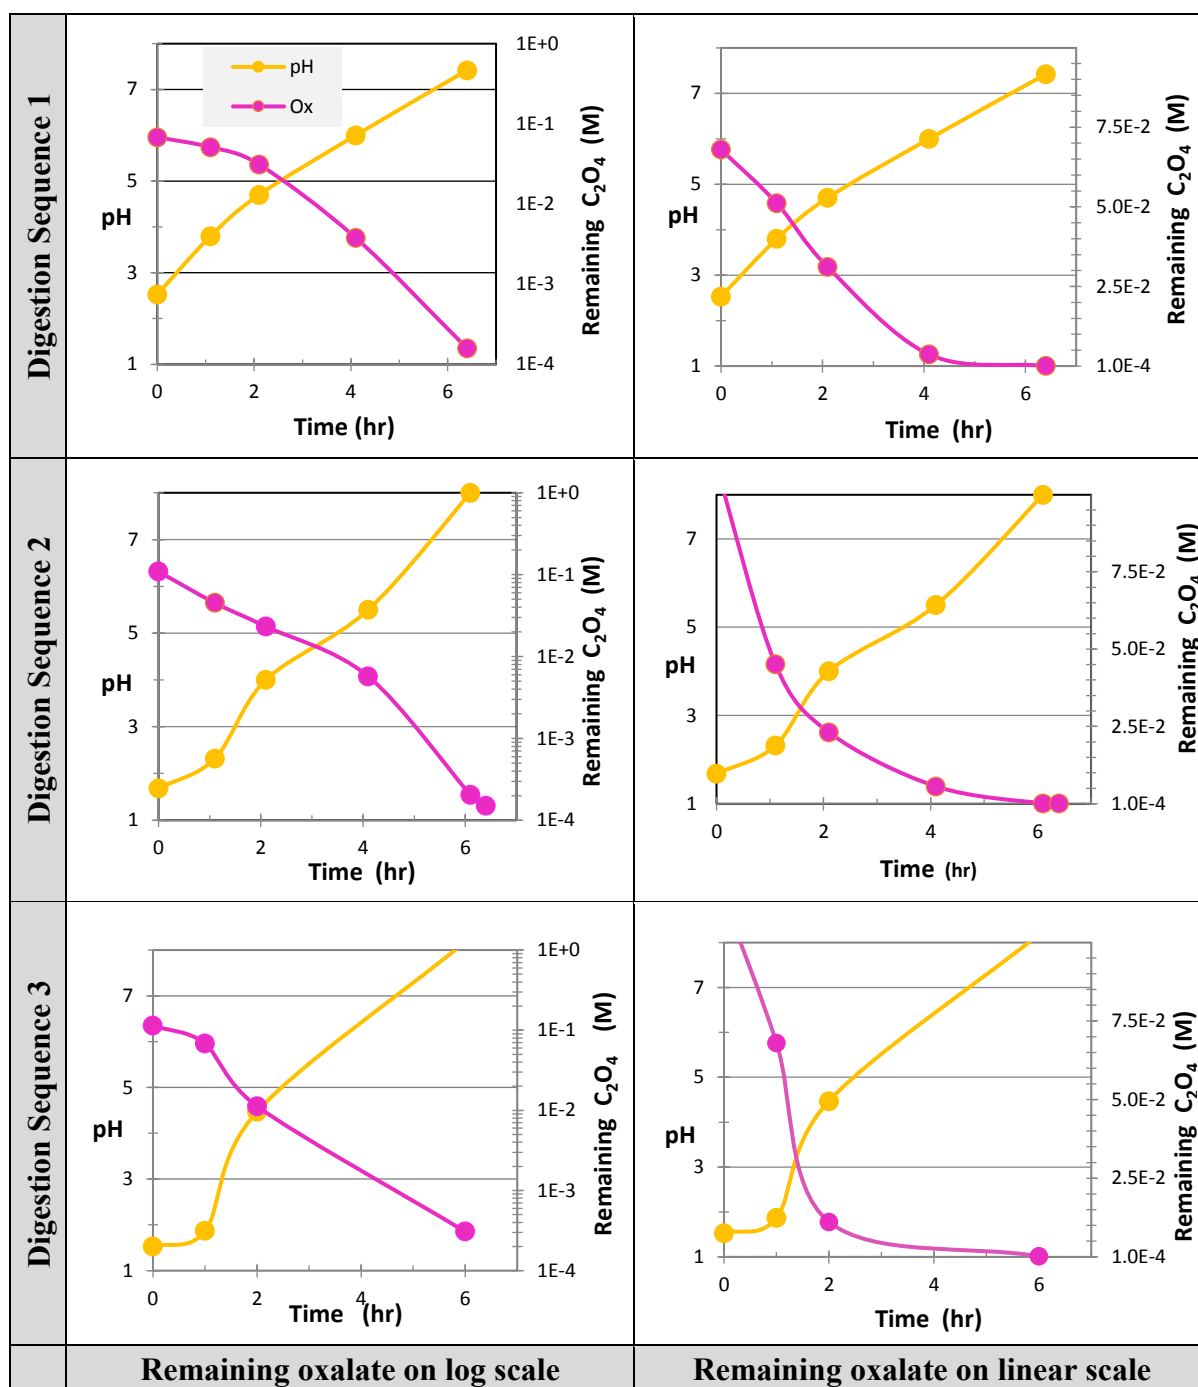 Digestion Sequence 1
pH
Ox
7
5
3
1
pH
0
2
4
6
Time (hr)
1E+0
1E-1
1E-2
1E-3
1E-4
Remaining C₂O₄ (M)
7
5
3
1
pH
0
2
4
6
Time (hr)
7.5E-2
5.0E-2
2.5E-2
1.0E-4
Remaining C₂O₄ (M)
Digestion Sequence 2
7
5
3
1
pH
0
2
4
6
Time (hr)
1E+0
1E-1
1E-2
1E-3
1E-4
Remaining C₂O₄ (M)
7
5
3
1
pH
0
2
4
6
Time (hr)
7.5E-2
5.0E-2
2.5E-2
1.0E-4
Remaining C₂O₄ (M)
Digestion Sequence 3
7
5
3
1
pH
0
2
4
6
Time (hr)
1E+0
1E-1
1E-2
1E-3
1E-4
Remaining C₂O₄ (M)
7
5
3
1
pH
0
2
4
6
Time (hr)
7.5E-2
5.0E-2
2.5E-2
1.0E-4
Remaining C₂O₄ (M)
Remaining oxalate on log scale
Remaining oxalate on linear scale